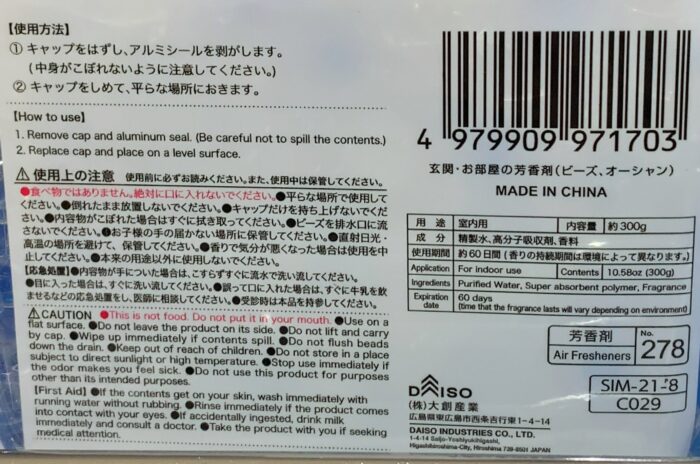 【使用方法】
① キャップをはずし、アルミシールを剥がします。
(中身がこぼれないように注意してください。)
② キャップをしめて、平らな場所におきます。
【How to use】
1. Remove cap and aluminum seal. (Be careful not to spill the contents.)
2. Replace cap and place on a level surface.
⚠使用上の注意 使用前に必ずお読みください。また、使用中は保管してください。
●食べ物ではありません。絶対に口に入れないでください。●平らな場所で使用して
ください。●倒れたまま放置しないでください。●キャップだけを持ち上げないでく
ださい。●内容物がこぼれた場合はすぐに拭き取ってください。●ビーズを排水口に流
さないでください。●お子様の手の届かない場所に保管してください。●直射日光・
高温の場所を避けて、保管してください。●香りで気分が悪くなった場合は使用を中
止してください。●本来の用途以外に使用しないでください。
【応急処置】●内容物が手についた場合は、こすらずすぐに流水で洗い流してください。
●目に入った場合は、すぐに洗い流してください。●誤って口に入れた場合は、すぐに牛乳を飲
ませるなどの応急処置をし、医師に相談してください。●受診時は本品を持参してください。
⚠CAUTION ●This is not food. Do not put it in your mouth. ●Use on a
flat surface. ●Do not leave the product on its side. ●Do not lift and carry
by cap. ●Wipe up immediately if contents spill. ●Do not flush beads
down the drain. ●Keep out of reach of children. ●Do not store in a place
subject to direct sunlight or high temperature. ●Stop use immediately if
the odor makes you feel sick. ●Do not use this product for purposes
other than its intended purposes.
【First Aid】●If the contents get on your skin, wash immediately with
running water without rubbing. ●Rinse immediately if the product comes
into contact with your eyes. ●If accidentally ingested, drink milk
immediately and consult a doctor. ●Take the product with you if seeking
medical attention.
4 979909 971703
玄関・お部屋の芳香剤(ビーズ、オーシャン)
MADE IN CHINA
用途 室内用 内容量 約300g
成分 精製水、高分子吸収剤、香料
使用期間 約60日間(香りの持続期間は環境によって異なります。)
Application For indoor use Contents 10.58oz (300g)
Ingredients Purified Water, Super absorbent polymer, Fragrance
Expiration date 60 days
(time that the fragrance lasts will vary depending on environment)
芳香剤
Air Fresheners
No. 278
SIM-21-8
C029
DAISO
(株)大創産業
広島県東広島市西条吉行東1-4-14
DAISO INDUSTRIES CO., LTD.
1-4-14 Saijo-Yoshiyukihigashi,
Higashihiroshima-City, Hiroshima 739-8501 JAPAN